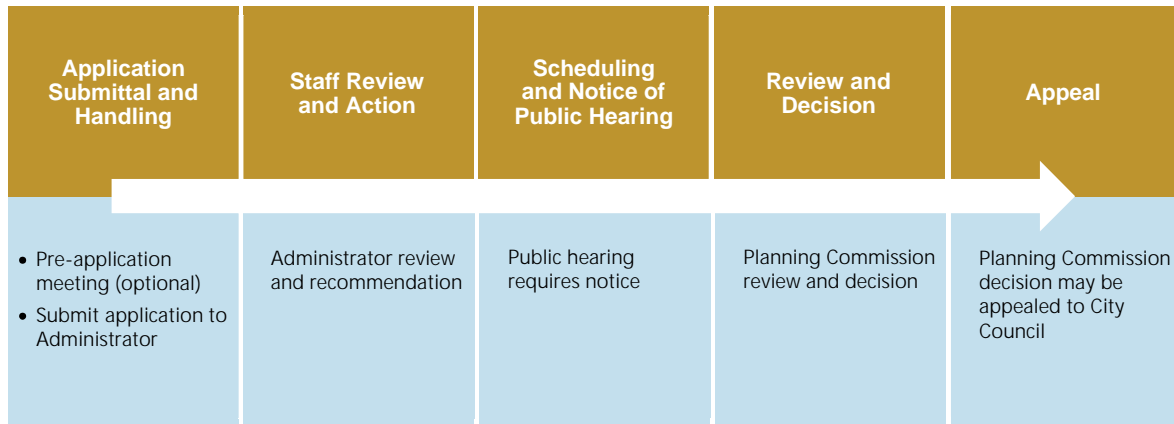 Application
Submittal and
Handling
Staff Review
and Action
Scheduling
and Notice of
Public Hearing
Review and
Decision
Appeal
• Pre-application
meeting (optional)
• Submit application to
Administrator
Administrator review
and recommendation
Public hearing
requires notice
Planning Commission
review and decision
Planning Commission
decision may be
appealed to City
Council